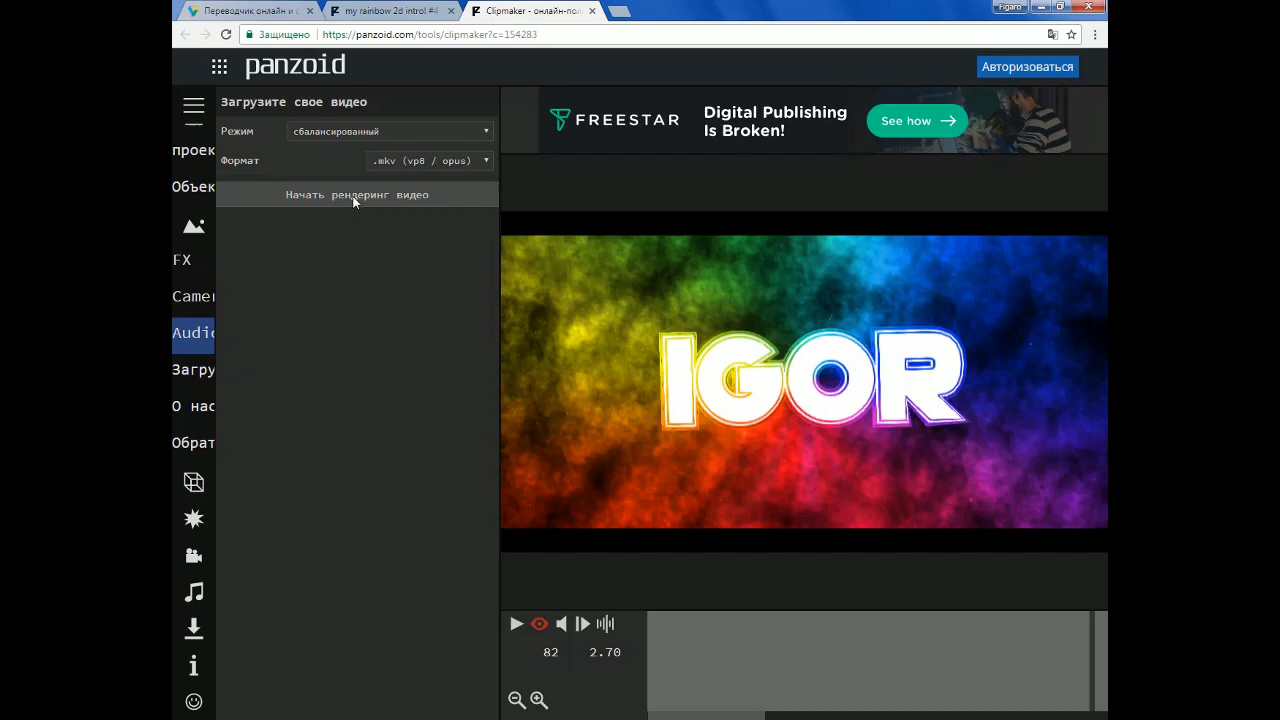 Переводчик онлайн и с
my rainbow 2d intro! #4
Clipmaker - онлайн-пол
Figaro
Защищено
https://panzoid.com/tools/clipmaker?c=154283
panzoid
Авторизоваться
Загрузите свое видео
Режим
сбалансированный
Формат
.mkv (vp8 / opus)
Начать рендеринг видео
проек
Объек
FX
Camer
Audio
Загру
О нас
Обрат
FREESTAR
Digital Publishing
Is Broken!
See how
IGOR
82
2.70